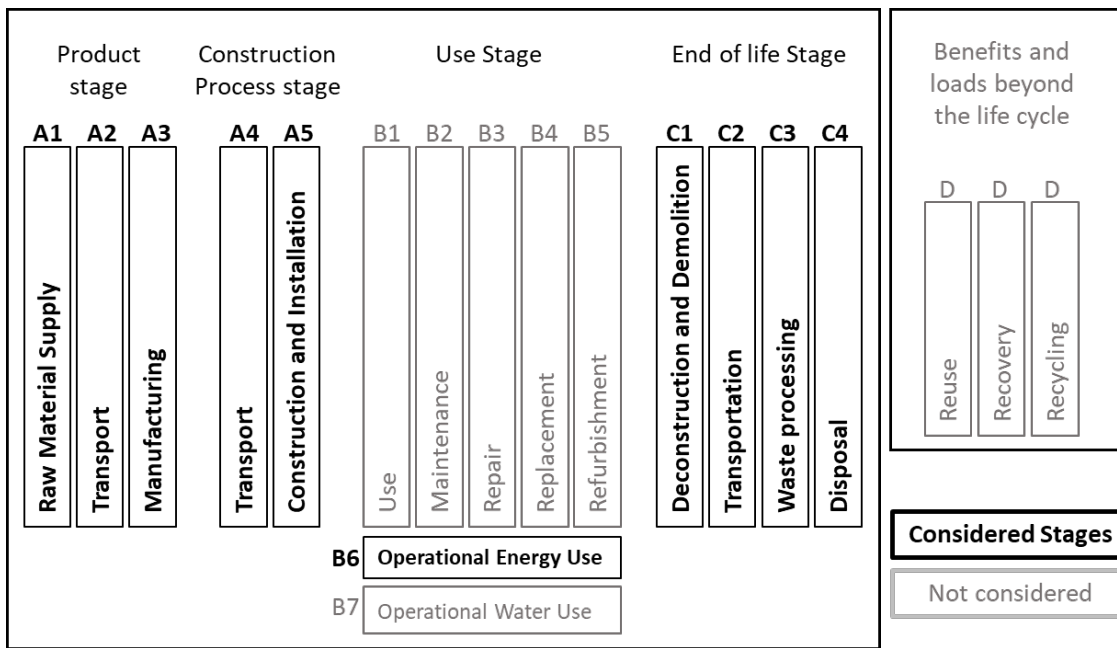 Product
stage
Construction
Process stage
Use Stage
End of life Stage
A1 A2 A3 A4 A5 B1 B2 B3 B4 B5 C1 C2 C3 C4
Raw Material Supply
Transport
Manufacturing
Transport
Construction and Installation
Use
Maintenance
Repair
Replacement
Refurbishment
Deconstruction and Demolition
Transportation
Waste processing
Disposal
B6 Operational Energy Use
B7 Operational Water Use
Benefits and
loads beyond
the life cycle
D D D
Reuse
Recovery
Recycling
Considered Stages
Not considered